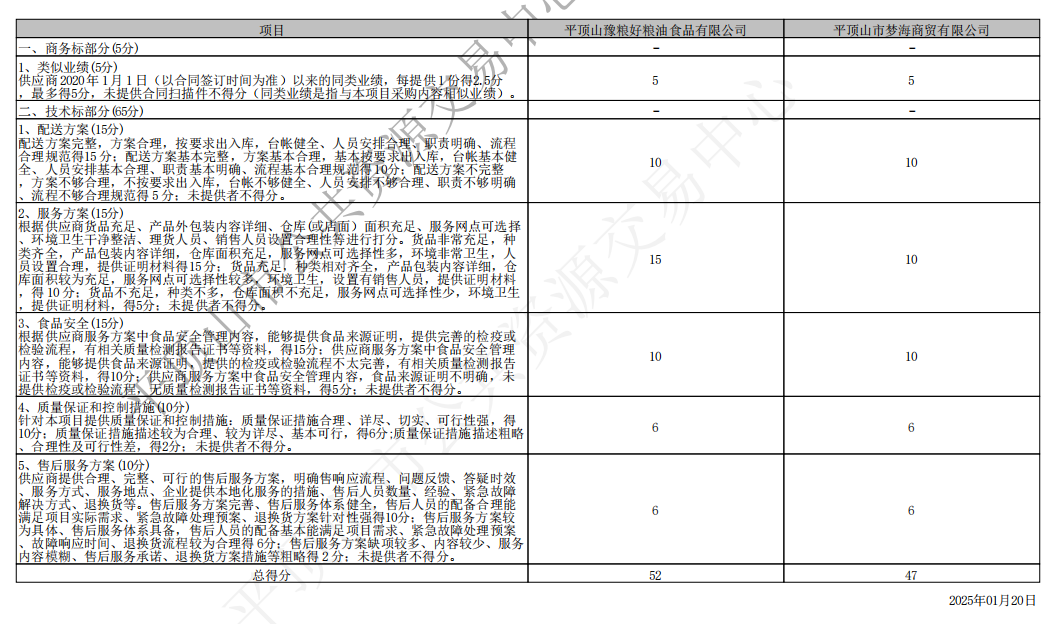 项目 平顶山豫粮好粮油食品有限公司 平顶山市梦海商贸有限公司
一、商务标部分(5分) － －
1、类似业绩(5分)
供应商2020年1月1日（以合同签订时间为准）以来的同类业绩，每提供1份得2.5分
，最多得5分，未提供合同扫描件不得分（同类业绩是指与本项目采购内容相似业绩）。
5 5
二、技术标部分(65分) － －
1、配送方案(15分)
配送方案完整，方案合理，按要求出入库，台帐健全、人员安排合理、职责明确、流程
合理规范得15分；配送方案基本完整，方案基本合理，基本按要求出入库，台帐基本健
全、人员安排基本合理、职责基本明确、流程基本合理规范得10分；配送方案不完整
，方案不够合理，不按要求出入库，台帐不够健全、人员安排不够合理、职责不够明确
、流程不够合理规范得5分；未提供者不得分。
10 10
2、服务方案(15分)
根据供应商货品充足、产品外包装内容详细、仓库(或店面）面积充足、服务网点可选择
、环境卫生干净整洁、理货人员、销售人员设置合理性等进行打分。货品非常充足，种
类齐全，产品包装内容详细，仓库面积充足，服务网点可选择性多，环境非常卫生，人
员设置合理，提供证明材料得15分；货品充足，种类相对齐全，产品包装内容详细，仓
库面积较为充足，服务网点可选择性较多，环境卫生，设置有销售人员，提供证明材料
，得10分；货品不充足，种类不多，仓库面积不充足，服务网点可选择性少，环境卫生
，提供证明材料，得5分；未提供者不得分。
15 10
3、食品安全(15分)
根据供应商服务方案中食品安全管理内容，能够提供食品来源证明，提供完善的检疫或
检验流程，有相关质量检测报告证书等资料，得15分；供应商服务方案中食品安全管理
内容，能够提供食品来源证明，提供的检疫或检验流程不太完善，有相关质量检测报告
证书等资料，得10分；供应商服务方案中食品安全管理内容，食品来源证明不明确，未
提供检疫或检验流程，无质量检测报告证书等资料，得5分；未提供者不得分。
10 10
4、质量保证和控制措施(10分)
针对本项目提供质量保证和控制措施：质量保证措施合理、详尽、切实、可行性强，得
10分；质量保证措施描述较为合理、较为详尽、基本可行，得6分;质量保证措施描述粗略
、合理性及可行性差，得2分；未提供者不得分。
6 6
5、售后服务方案(10分)
供应商提供合理、完整、可行的售后服务方案，明确售响应流程、问题反馈、答疑时效
、服务方式、服务地点、企业提供本地化服务的措施、售后人员数量、经验、紧急故障
解决方式、退换货等。售后服务方案完善、售后服务体系健全，售后人员的配备合理能
满足项目实际需求、紧急故障处理预案、退换货方案针对性强得10分；售后服务方案较
为具体、售后服务体系具备，售后人员的配备基本能满足项目需求、紧急故障处理预案
、故障响应时间、退换货流程较为合理得6分；售后服务方案缺项较多、内容较少、服务
内容模糊、售后服务承诺、退换货方案措施等粗略得2分；未提供者不得分。
6 6
总得分 52 47
2025年01月20日
平顶山市公共资源交易中心
平顶山市公共资源交易中心